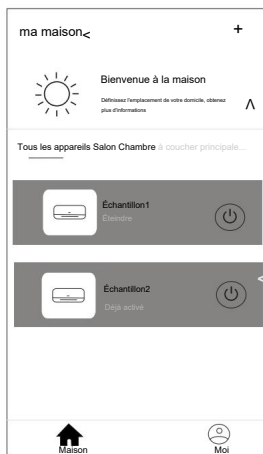 ma maison<
+
Bienvenue à la maison
Définissez l'emplacement de votre domicile, obtenez
plus d'informations
Tous les appareils Salon Chambre à coucher principale...
Échantillon1
Éteindre
Échantillon2
Déjà activé
Maison
Moi